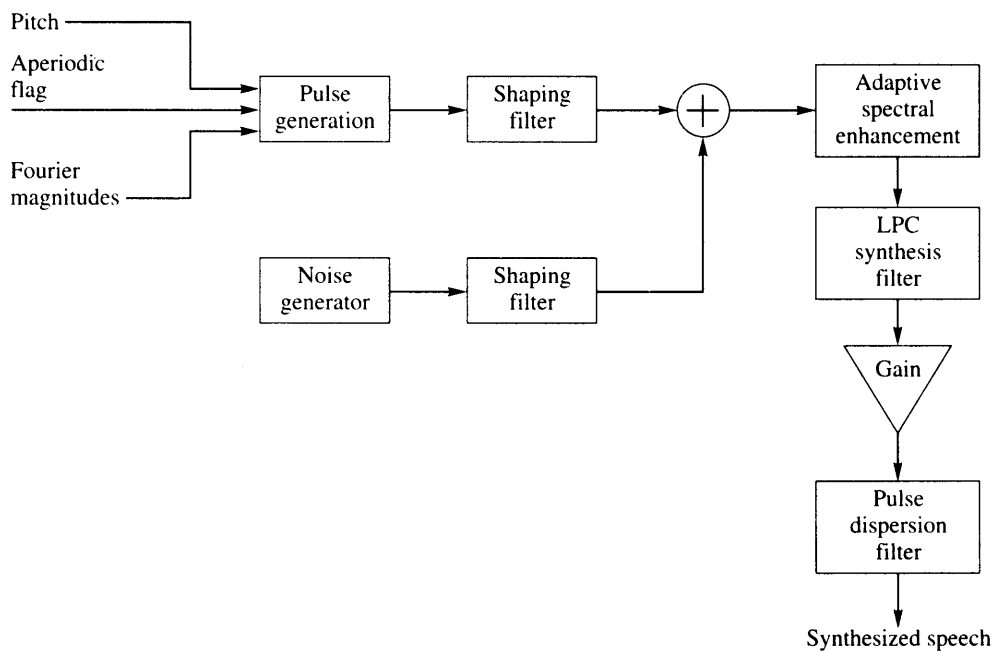 Pitch
Aperiodic
flag
Fourier
magnitudes
Pulse
generation
Shaping
filter
Noise
generator
Shaping
filter
Adaptive
spectral
enhancement
LPC
synthesis
filter
Gain
Pulse
dispersion
filter
Synthesized speech